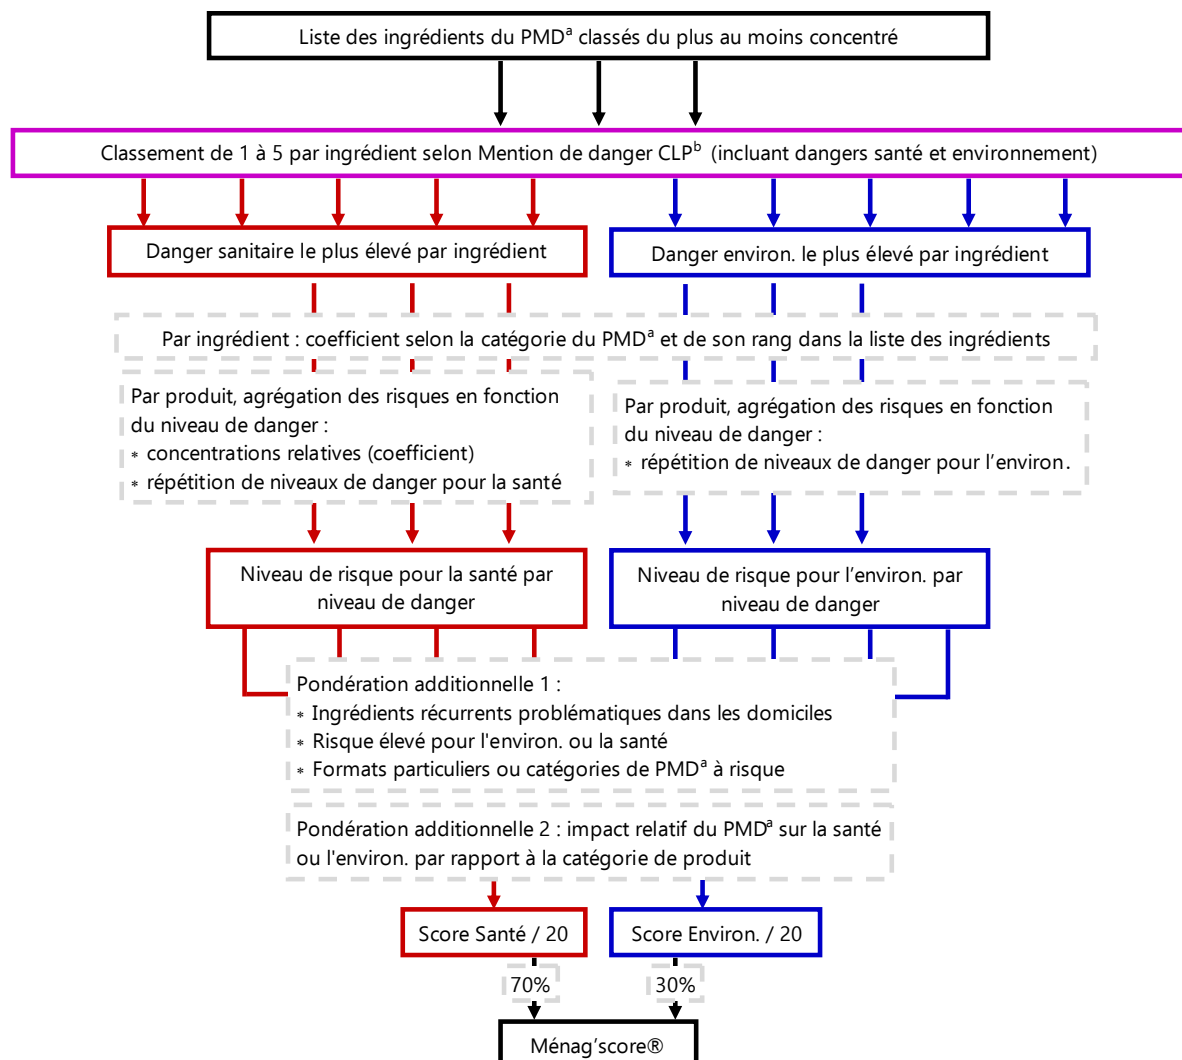 Liste des ingrédients du PMDᵃ classés du plus au moins concentré
Classement de 1 à 5 par ingrédient selon Mention de danger CLPᵇ (incluant dangers santé et environnement)
Danger sanitaire le plus élevé par ingrédient
Danger environ. le plus élevé par ingrédient
Par ingrédient : coefficient selon la catégorie du PMDᵃ et de son rang dans la liste des ingrédients
Par produit, agrégation des risques en fonction
du niveau de danger :
* concentrations relatives (coefficient)
* répétition de niveaux de danger pour la santé
Par produit, agrégation des risques en fonction
du niveau de danger :
* répétition de niveaux de danger pour l'environ.
Niveau de risque pour la santé par
niveau de danger
Niveau de risque pour l'environ. par
niveau de danger
Pondération additionnelle 1 :
* Ingrédients récurrents problématiques dans les domiciles
* Risque élevé pour l'environ. ou la santé
* Formats particuliers ou catégories de PMDᵃ à risque
Pondération additionnelle 2 : impact relatif du PMDᵃ sur la santé
ou l'environ. par rapport à la catégorie de produit
Score Santé / 20
Score Environ. / 20
70%
30%
Ménag'score®